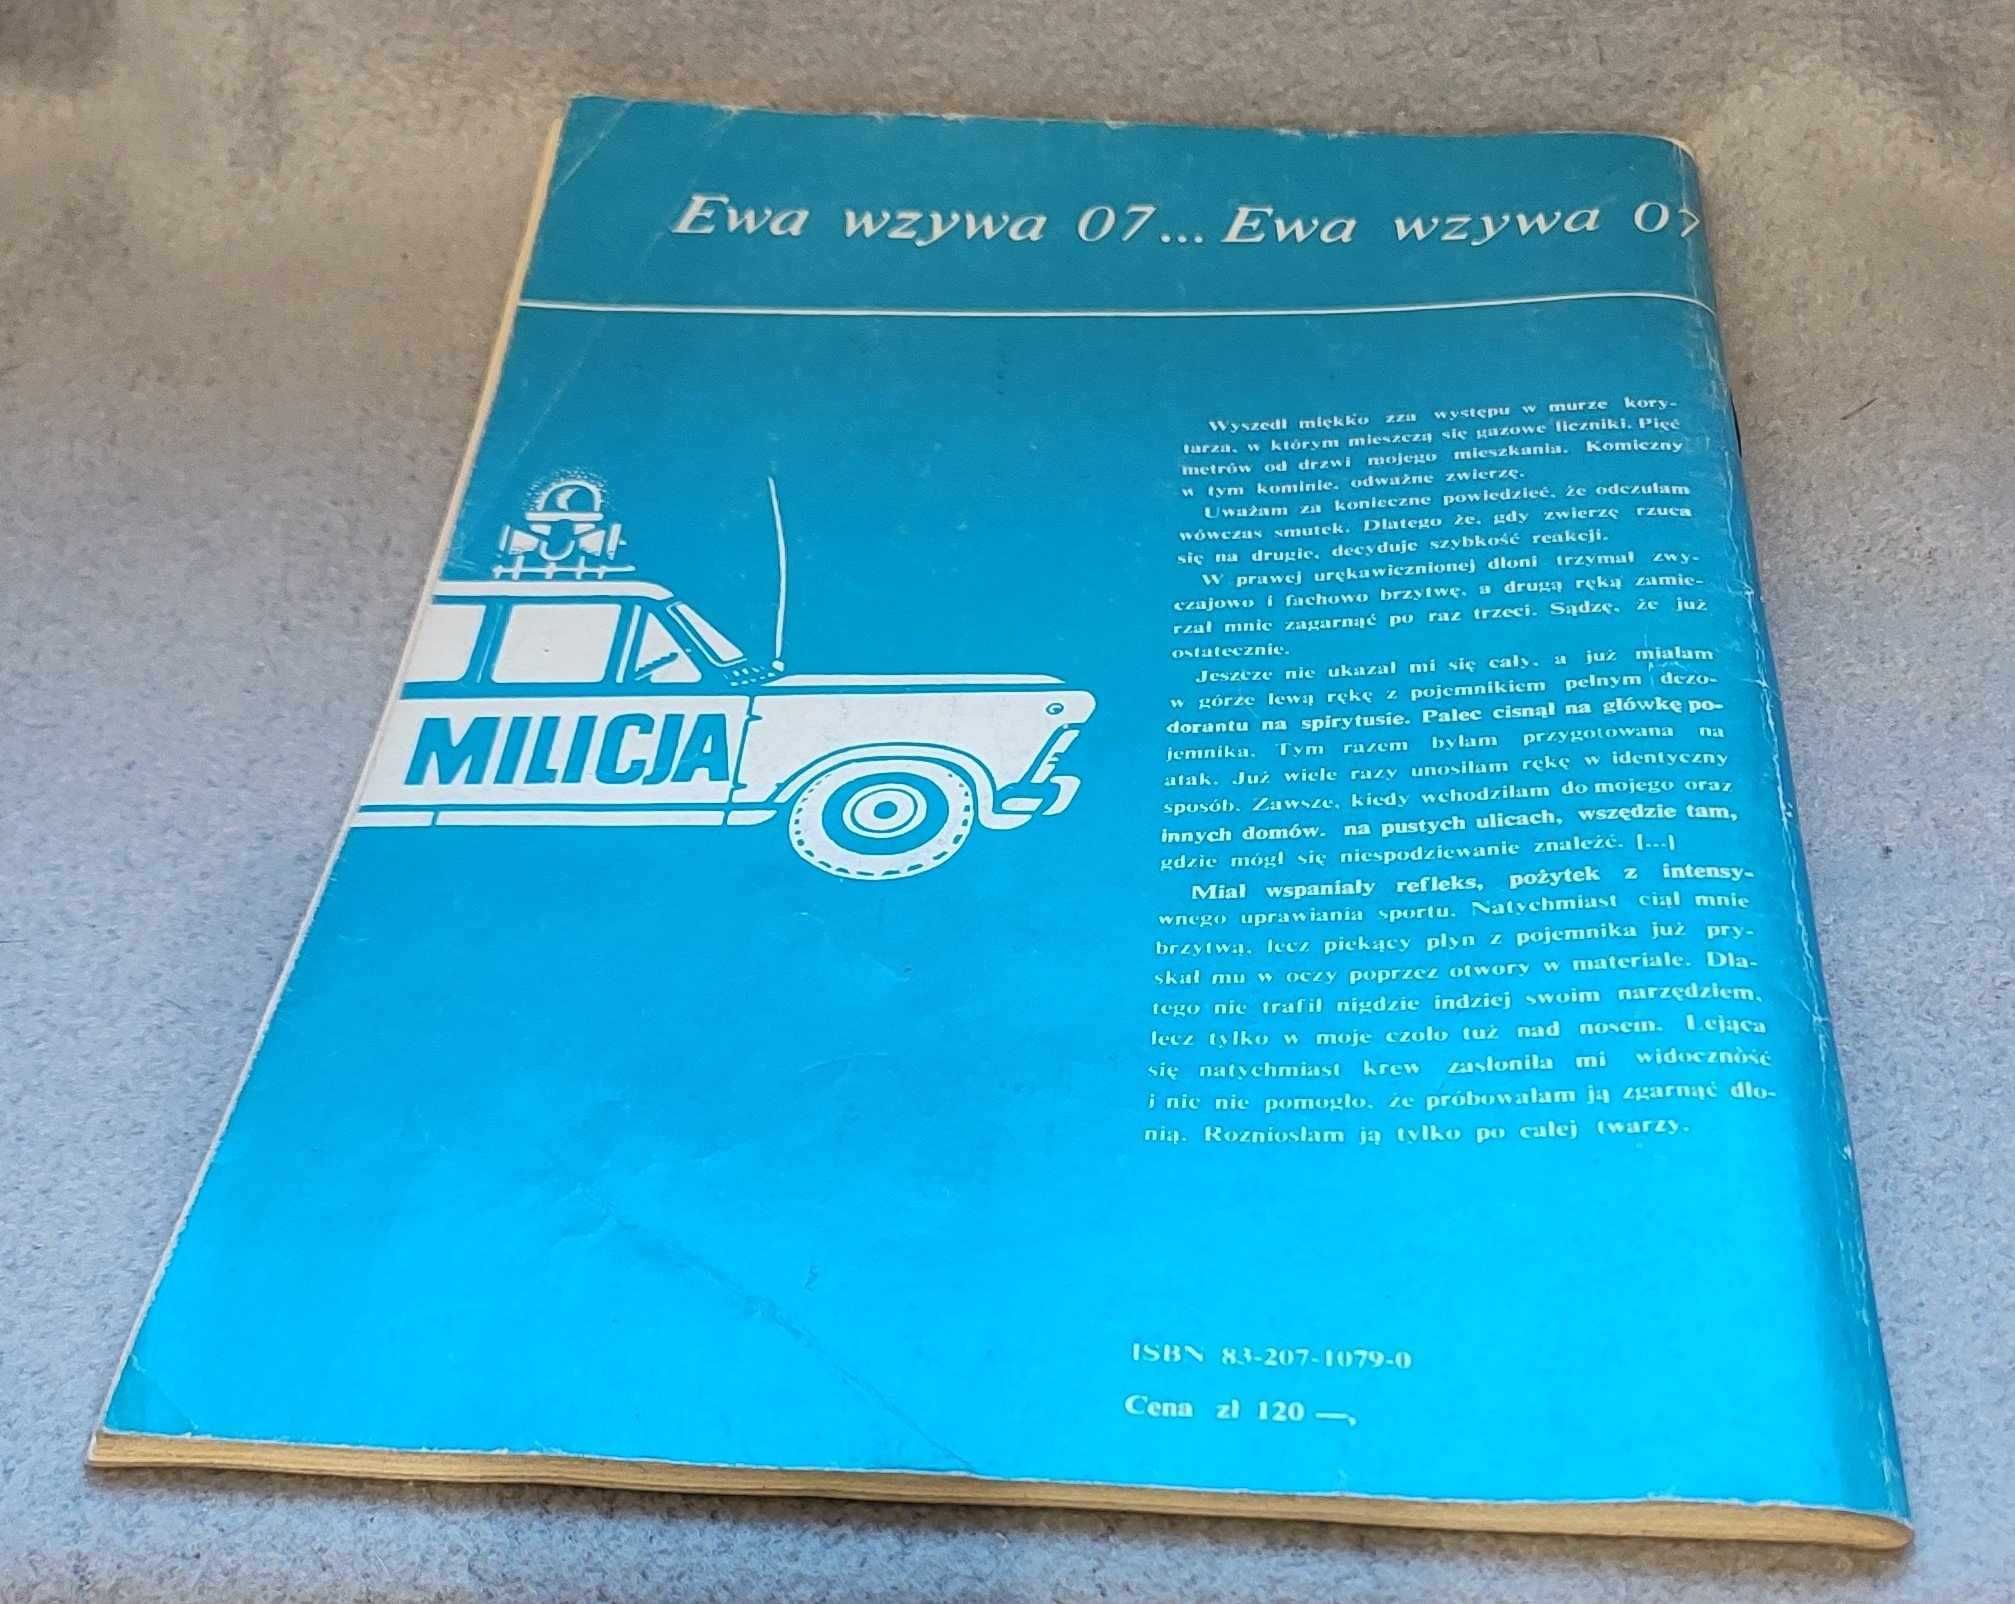 Ewa wzywa 07... Ewa wzywa 07
MILICJA
Wyszedł miękko zza występu w murze kory-
tarza, w którym mieszczą się gazowe liczniki. Pięć
metrów od drzwi mojego mieszkania. Komiczny
w tym kominie, odważne zwierzę.
Uważam za konieczne powiedzieć, że odczułam
wówczas smutek. Dlatego że, gdy zwierzę rzuca
się na drugie, decyduje szybkość reakcji.
W prawej urękawicznionej dłoni trzymał zwy-
czajowo i fachowo brzytwę, a drugą ręką zamie-
rzał mnie zagarnąć po raz trzeci. Sądzę, że już
ostatecznie.
Jeszcze nie ukazał mi się cały, a już miałam
w górze lewą rękę z pojemnikiem pełnym dezo-
dorantu na spirytusie. Palec cisnął na główkę po-
jemnika. Tym razem byłam przygotowana na
atak. Już wiele razy unosiłam rękę w identyczny
sposób. Zawsze, kiedy wchodziłam do mojego oraz
innych domów, na pustych ulicach, wszędzie tam,
gdzie mógł się niespodziewanie znaleźć. [...]
Miał wspaniały refleks, pożytek z intensy-
wnego uprawiania sportu. Natychmiast ciął mnie
brzytwą, lecz piekący płyn z pojemnika już pry-
skał mu w oczy poprzez otwory w materiale. Dla-
tego nie trafił nigdzie indziej swoim narzędziem,
lecz tylko w moje czoło tuż nad nosem. Lejąca
się natychmiast krew zasłoniła mi widoczność
i nic nie pomogło, że próbowałam ją zgarnąć dło-
nią. Rozniosłam ją tylko po całej twarzy.
ISBN 83-207-1079-0
Cena zł 120 —,